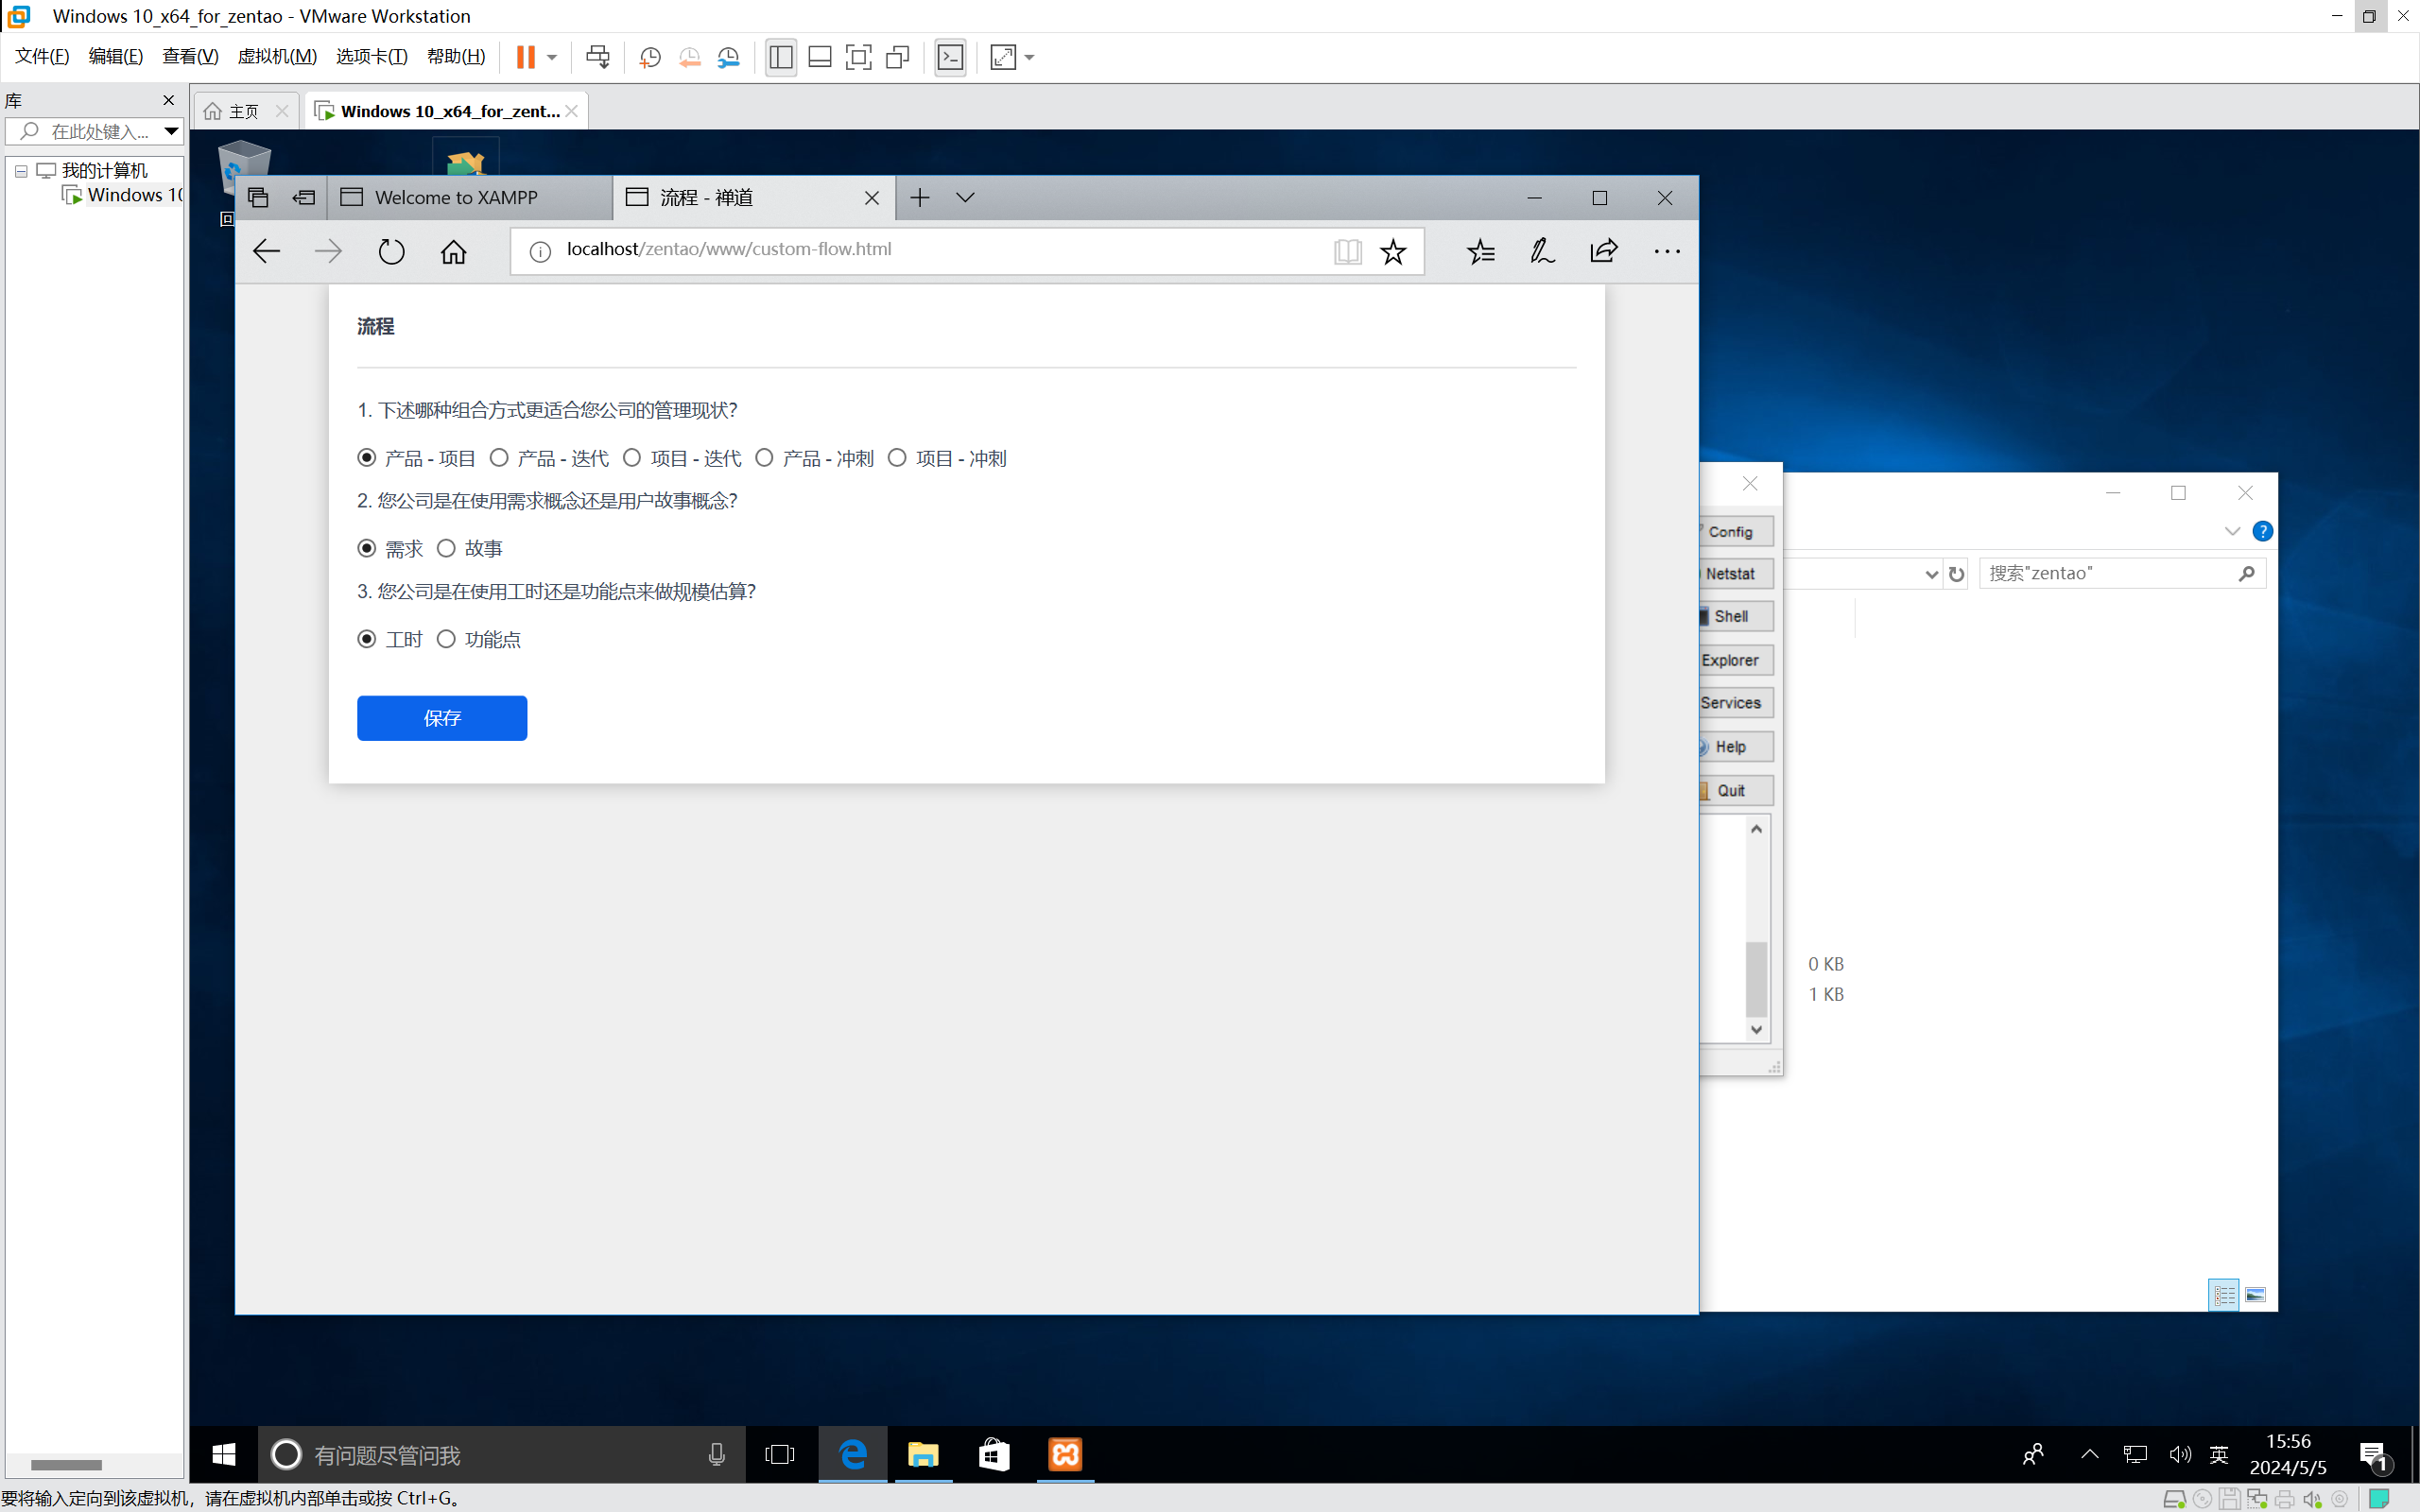 Windows 10_x64_for_zentao - VMware Workstation
文件(F) 编辑(E) 查看(V) 虚拟机(M) 选项卡(T) 帮助(H)
库
在此处键入...
我的计算机
Windows 10
主页
Windows 10_x64_for_zent...
回
Welcome to XAMPP
流程 - 禅道
localhost/zentao/www/custom-flow.html
流程
1. 下述哪种组合方式更适合您公司的管理现状?
产品 - 项目 产品 - 迭代 项目 - 迭代 产品 - 冲刺 项目 - 冲刺
2. 您公司是在使用需求概念还是用户故事概念?
需求 故事
3. 您公司是在使用工时还是功能点来做规模估算?
工时 功能点
保存
Config
Netstat
Shell
Explorer
Services
Help
Quit
搜索"zentao"
0 KB
1 KB
有问题尽管问我
英
15:56
2024/5/5
1
要将输入定向到该虚拟机，请在虚拟机内部单击或按 Ctrl+G。